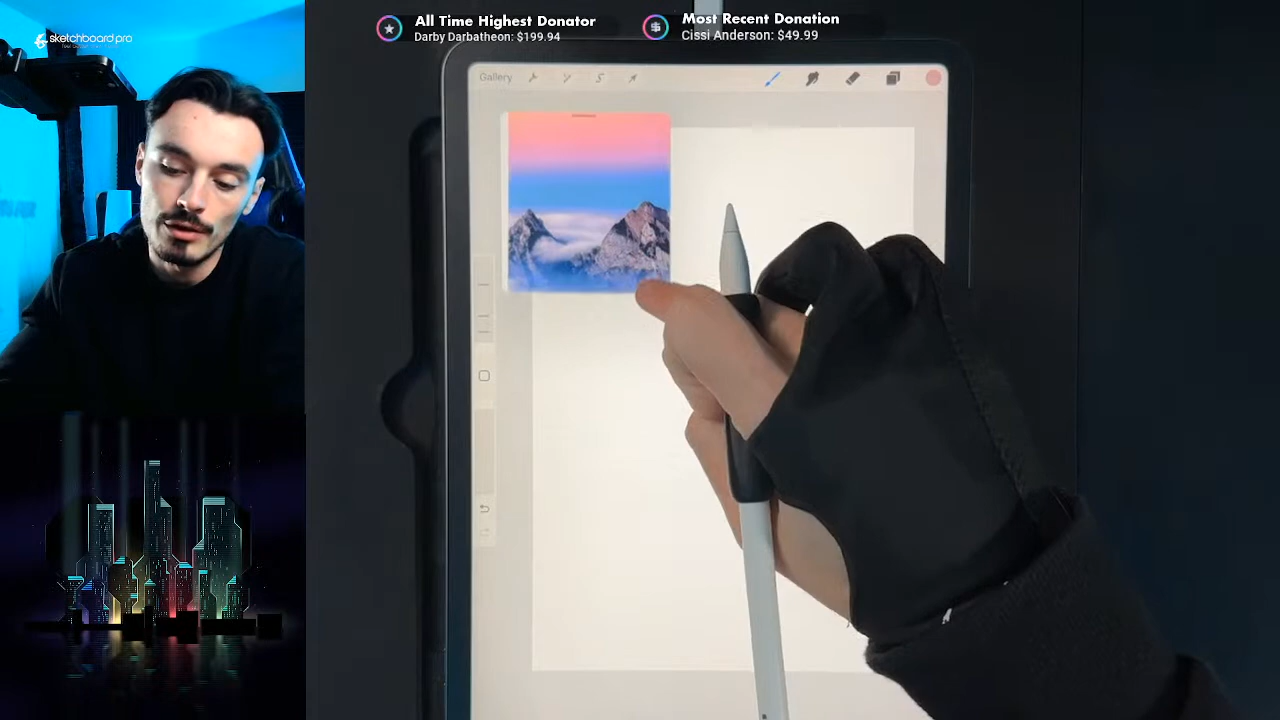 sketchboard pro
All Time Highest Donator
Darby Darbatheon: $199.94
Most Recent Donation
Cissi Anderson: $49.99
Gallery